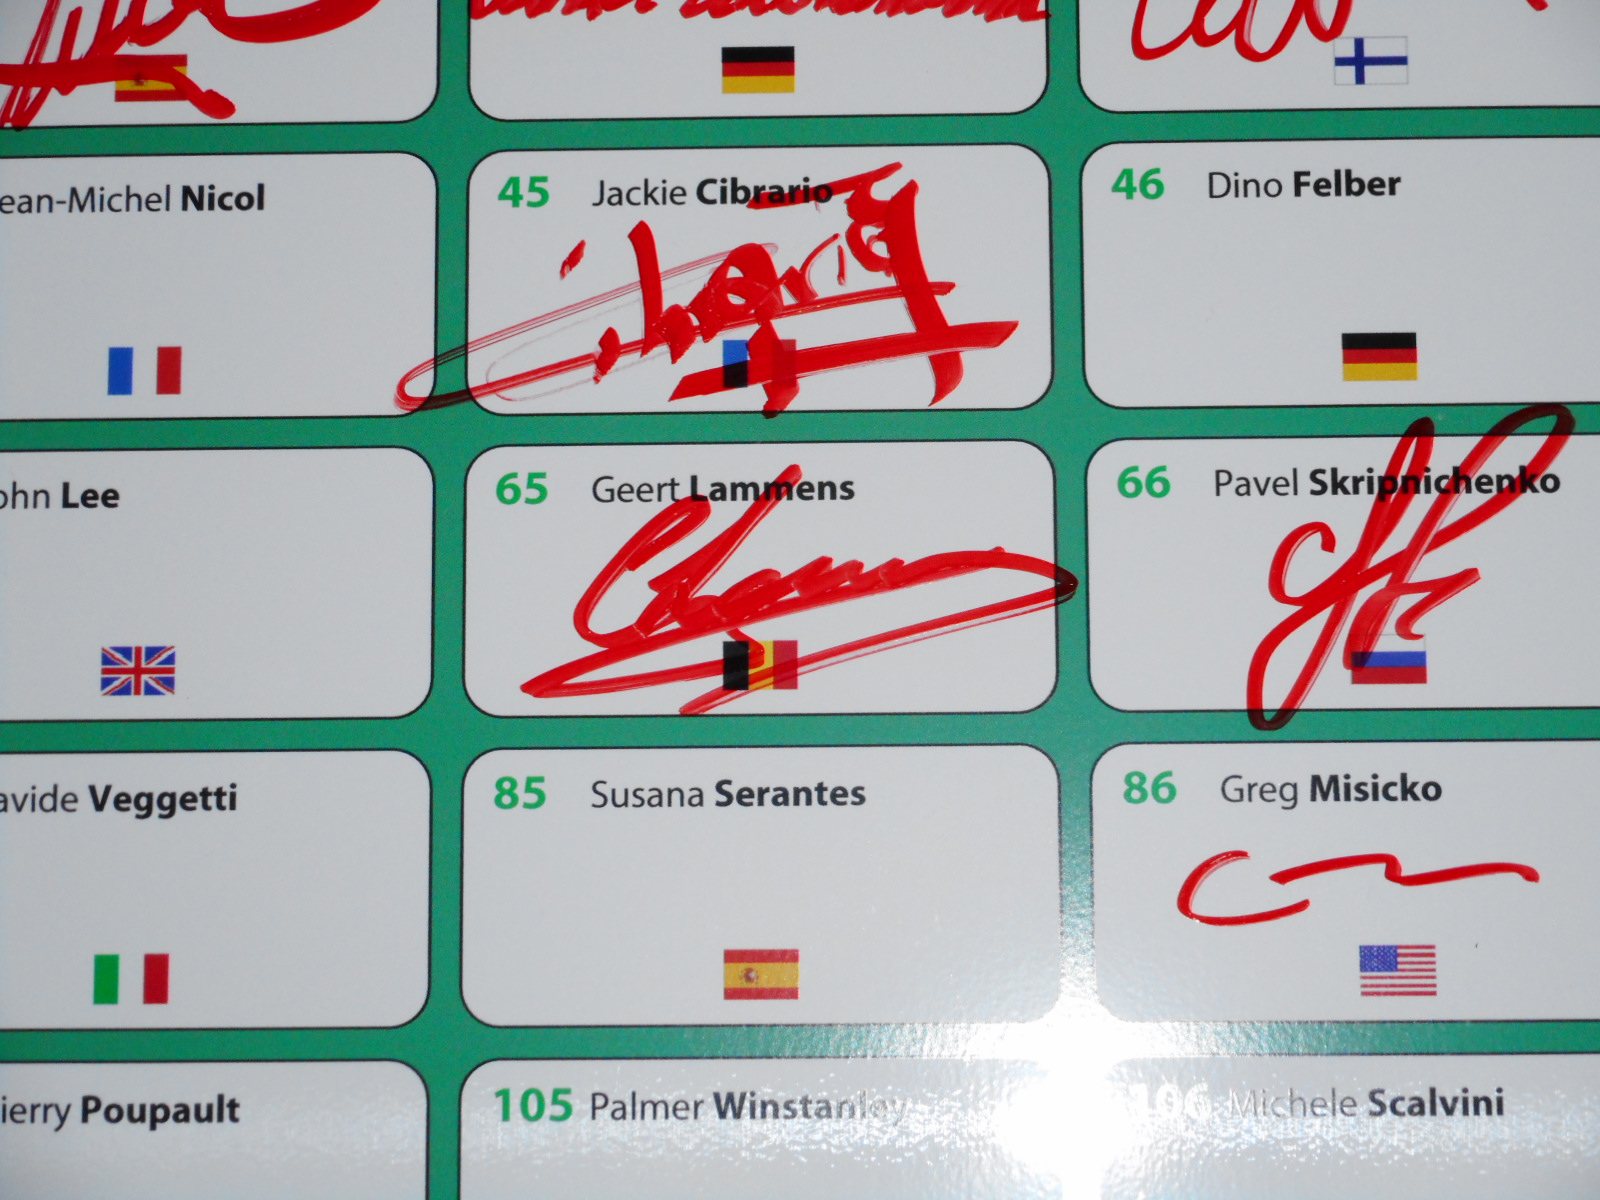 ean-Michel Nicol
45 Jackie Cibrario
46 Dino Felber
ohn Lee
65 Geert Lammens
66 Pavel Skripnichenko
avide Veggetti
85 Susana Serantes
86 Greg Misicko
ierry Poupault
105 Palmer Winstanley
106 Michele Scalvini